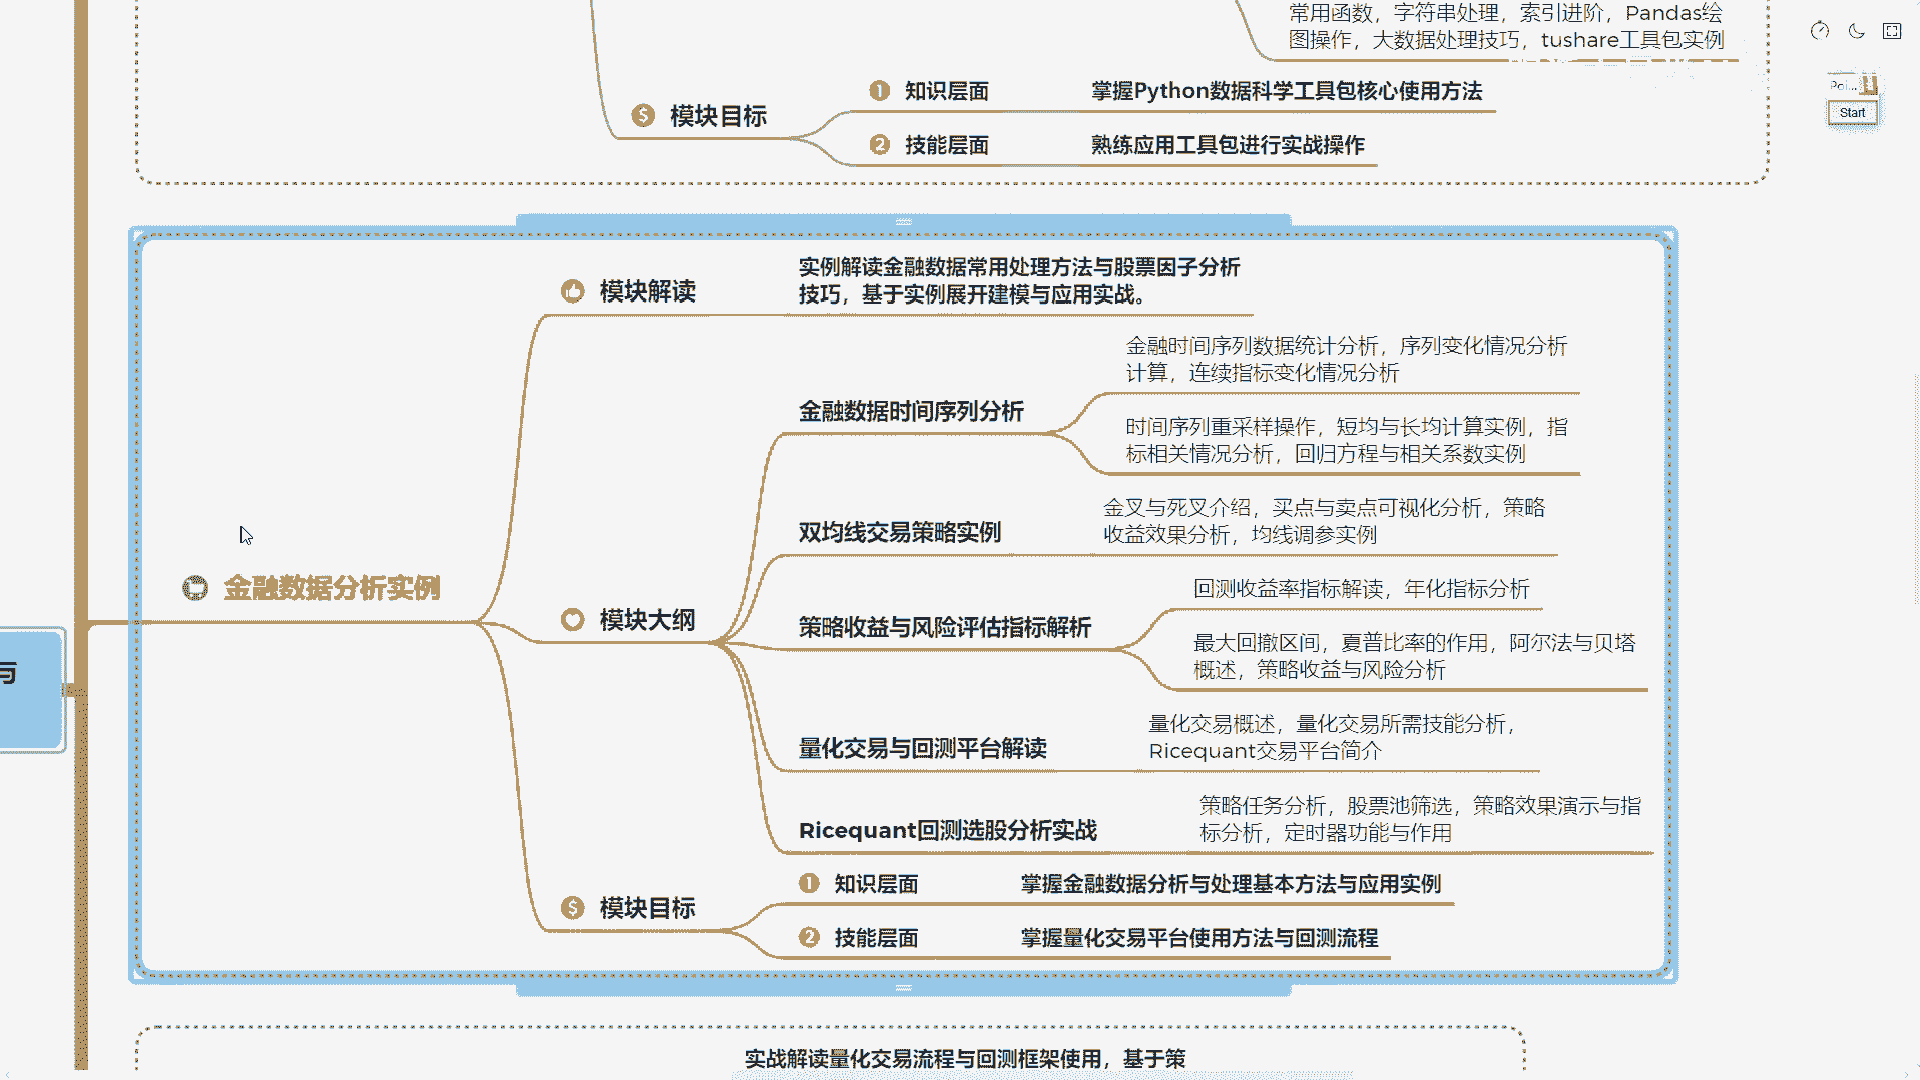 常用函数，字符串处理，索引进阶，Pandas绘
图操作，大数据处理技巧，tushare工具包实例
模块目标
1 知识层面 掌握Python数据科学工具包核心使用方法
2 技能层面 熟练应用工具包进行实战操作
Pol...
Start
模块解读
实例解读金融数据常用处理方法与股票因子分析
技巧，基于实例展开建模与应用实战。
金融数据分析实例
模块大纲
金融数据时间序列分析
金融时间序列数据统计分析，序列变化情况分析
计算，连续指标变化情况分析
时间序列重采样操作，短均与长均计算实例，指
标相关情况分析，回归方程与相关系数实例
双均线交易策略实例
金叉与死叉介绍，买点与卖点可视化分析，策略
收益效果分析，均线调参实例
策略收益与风险评估指标解析
回测收益率指标解读，年化指标分析
最大回撤区间，夏普比率的作用，阿尔法与贝塔
概述，策略收益与风险分析
量化交易与回测平台解读
量化交易概述，量化交易所需技能分析，
Ricequant交易平台简介
Ricequant回测选股分析实战
策略任务分析，股票池筛选，策略效果演示与指
标分析，定时器功能与作用
模块目标
1 知识层面 掌握金融数据分析与处理基本方法与应用实例
2 技能层面 掌握量化交易平台使用方法与回测流程
与
实战解读量化交易流程与回测框架使用，基于策